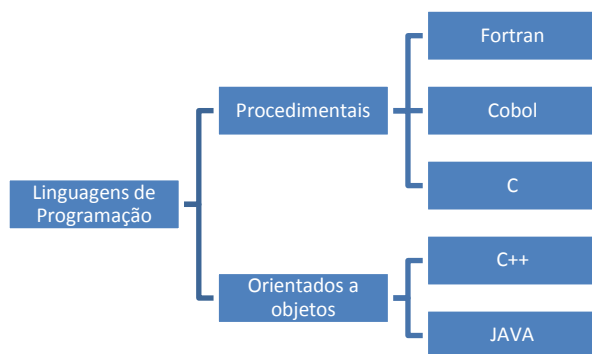 Linguagens de
Programação
Procedimentais
Fortran
Cobol
C
Orientados a
objetos
C++
JAVA